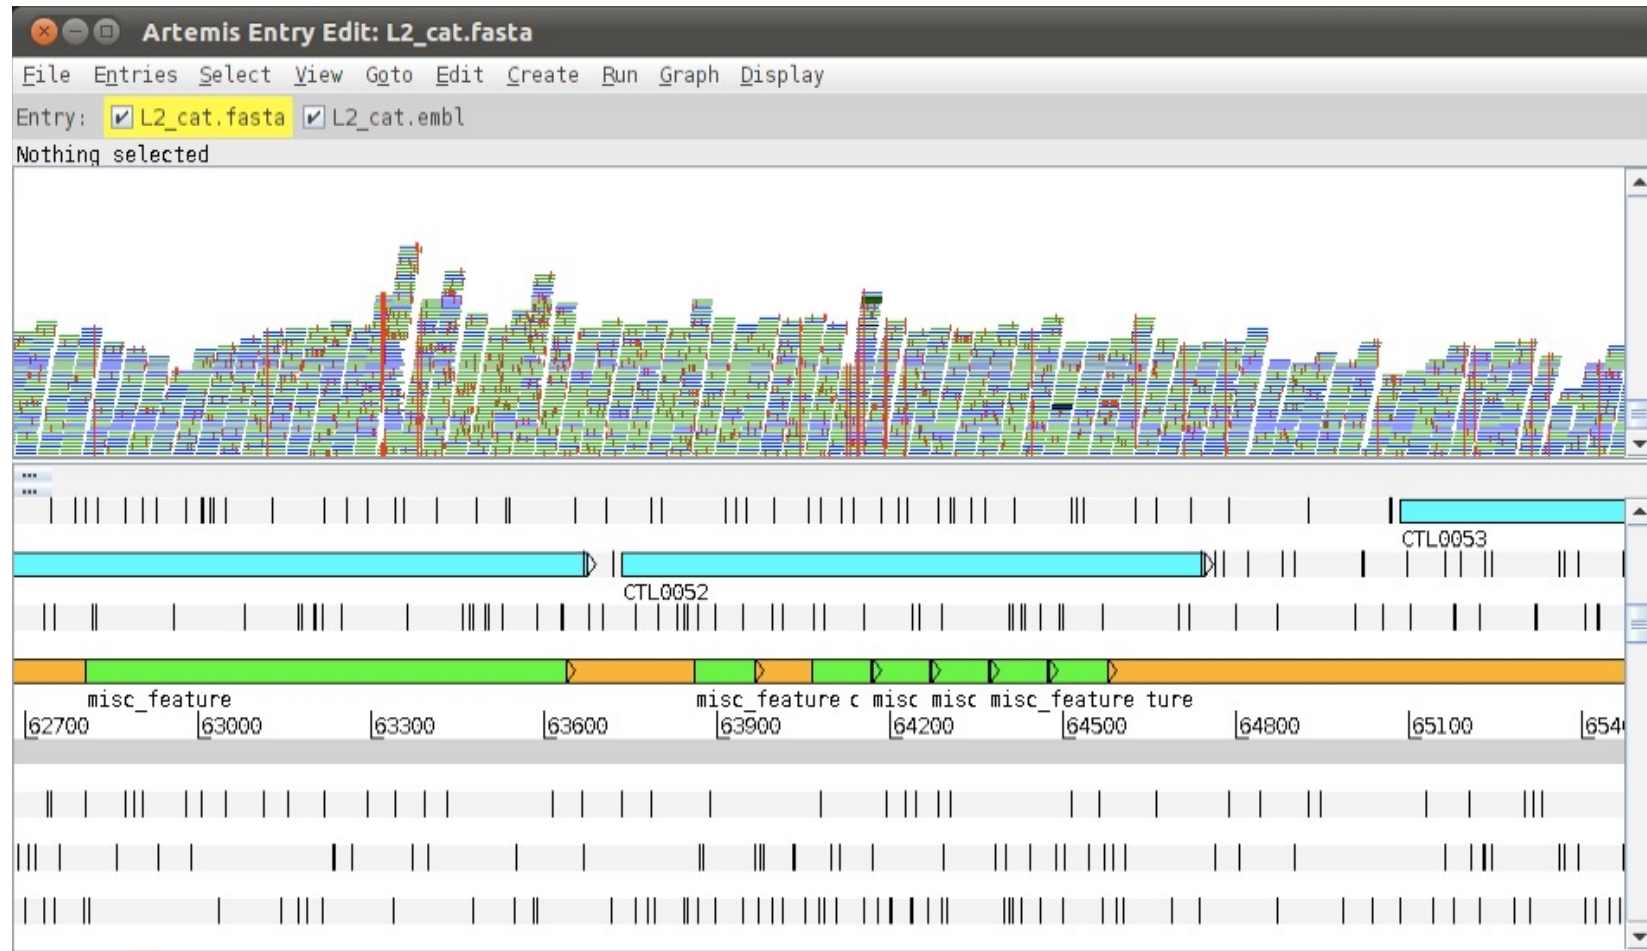 Artemis Entry Edit: L2_cat.fasta
File Entries Select View Goto Edit Create Run Graph Display
Entry: L2_cat.fasta L2_cat.embl
Nothing selected
CTL0053
CTL0052
misc_feature misc_feature c misc misc misc_feature ture
62700 63000 63300 63600 63900 64200 64500 64800 65100 654